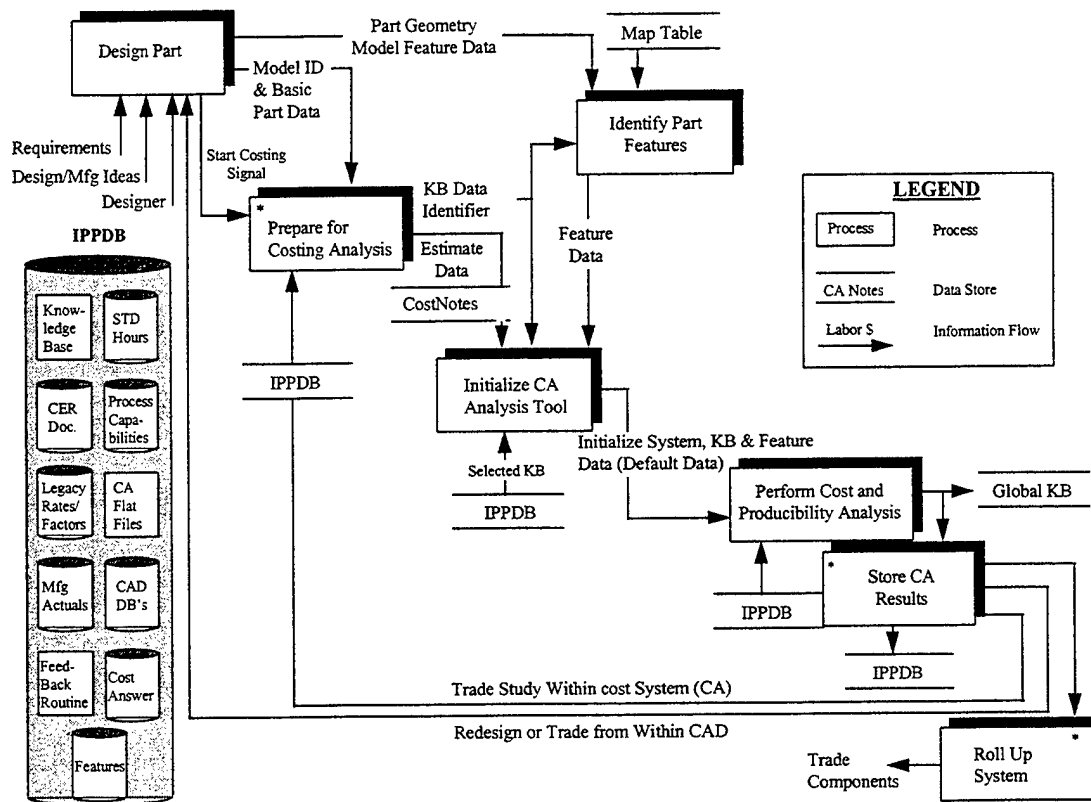 Design Part
Part Geometry
Model Feature Data
Map Table
Model ID
& Basic
Part Data
Identify Part
Features
Requirements
Design/Mfg Ideas
Designer
Start Costing
Signal
*
Prepare for
Costing Analysis
KB Data
Identifier
Estimate
Data
CostNotes
Feature
Data
LEGEND
Process
Process
CA Notes
Data Store
Labor $
Information Flow
IPPDB
Know-
ledge
Base
STD
Hours
CER
Doc.
Process
Capa-
bilities
Legacy
Rates/
Factors
CA
Flat
Files
Mfg
Actuals
CAD
DB's
Feed-
Back
Routine
Cost
Answer
Features
IPPDB
Initialize CA
Analysis Tool
Selected KB
IPPDB
Initialize System, KB & Feature
Data (Default Data)
Perform Cost and
Producibility Analysis
Global KB
IPPDB
*
Store CA
Results
IPPDB
Trade Study Within cost System (CA)
Redesign or Trade from Within CAD
Trade
Components
*
Roll Up
System